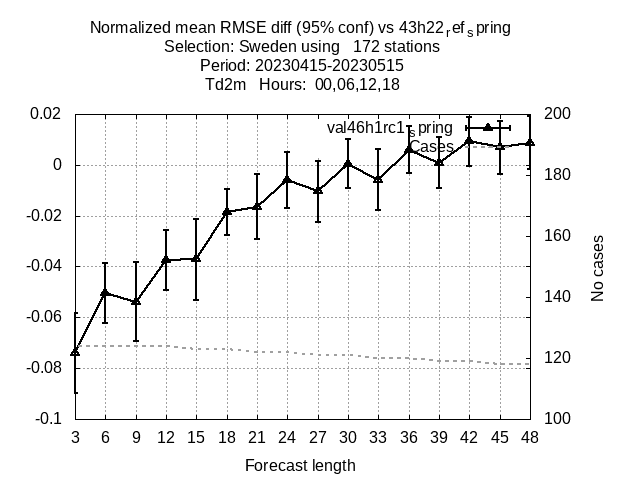 Normalized mean RMSE diff (95% conf) vs 43h22refspring
Selection: Sweden using   172 stations
Period: 20230415-20230515
Td2m   Hours:  00,06,12,18
0.02
0
-0.02
-0.04
-0.06
-0.08
-0.1
val46h1rc1spring
Cases
200
180
160
140
120
100
No cases
3 6 9 12 15 18 21 24 27 30 33 36 39 42 45 48
Forecast length